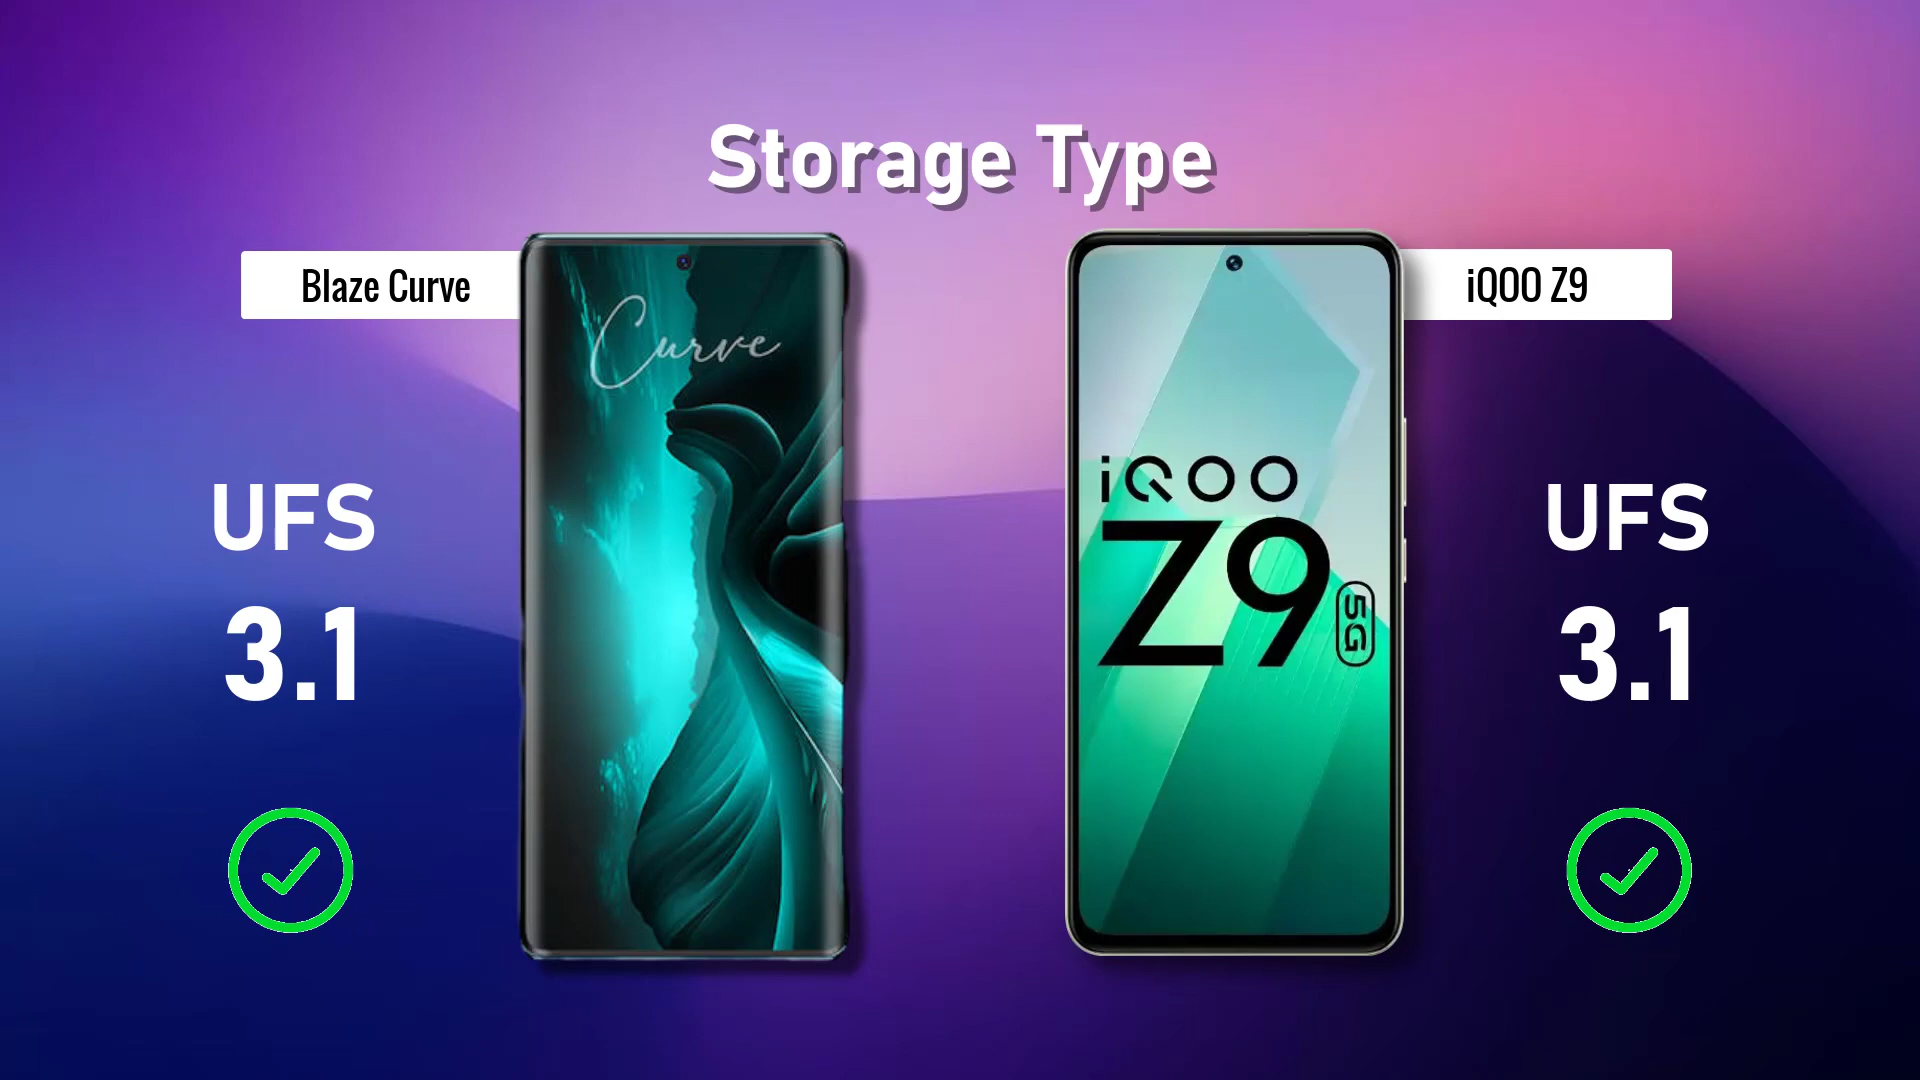 Storage Type
Blaze Curve
iQOO Z9
Curve
iQOO
Z9
5G
UFS
3.1
UFS
3.1